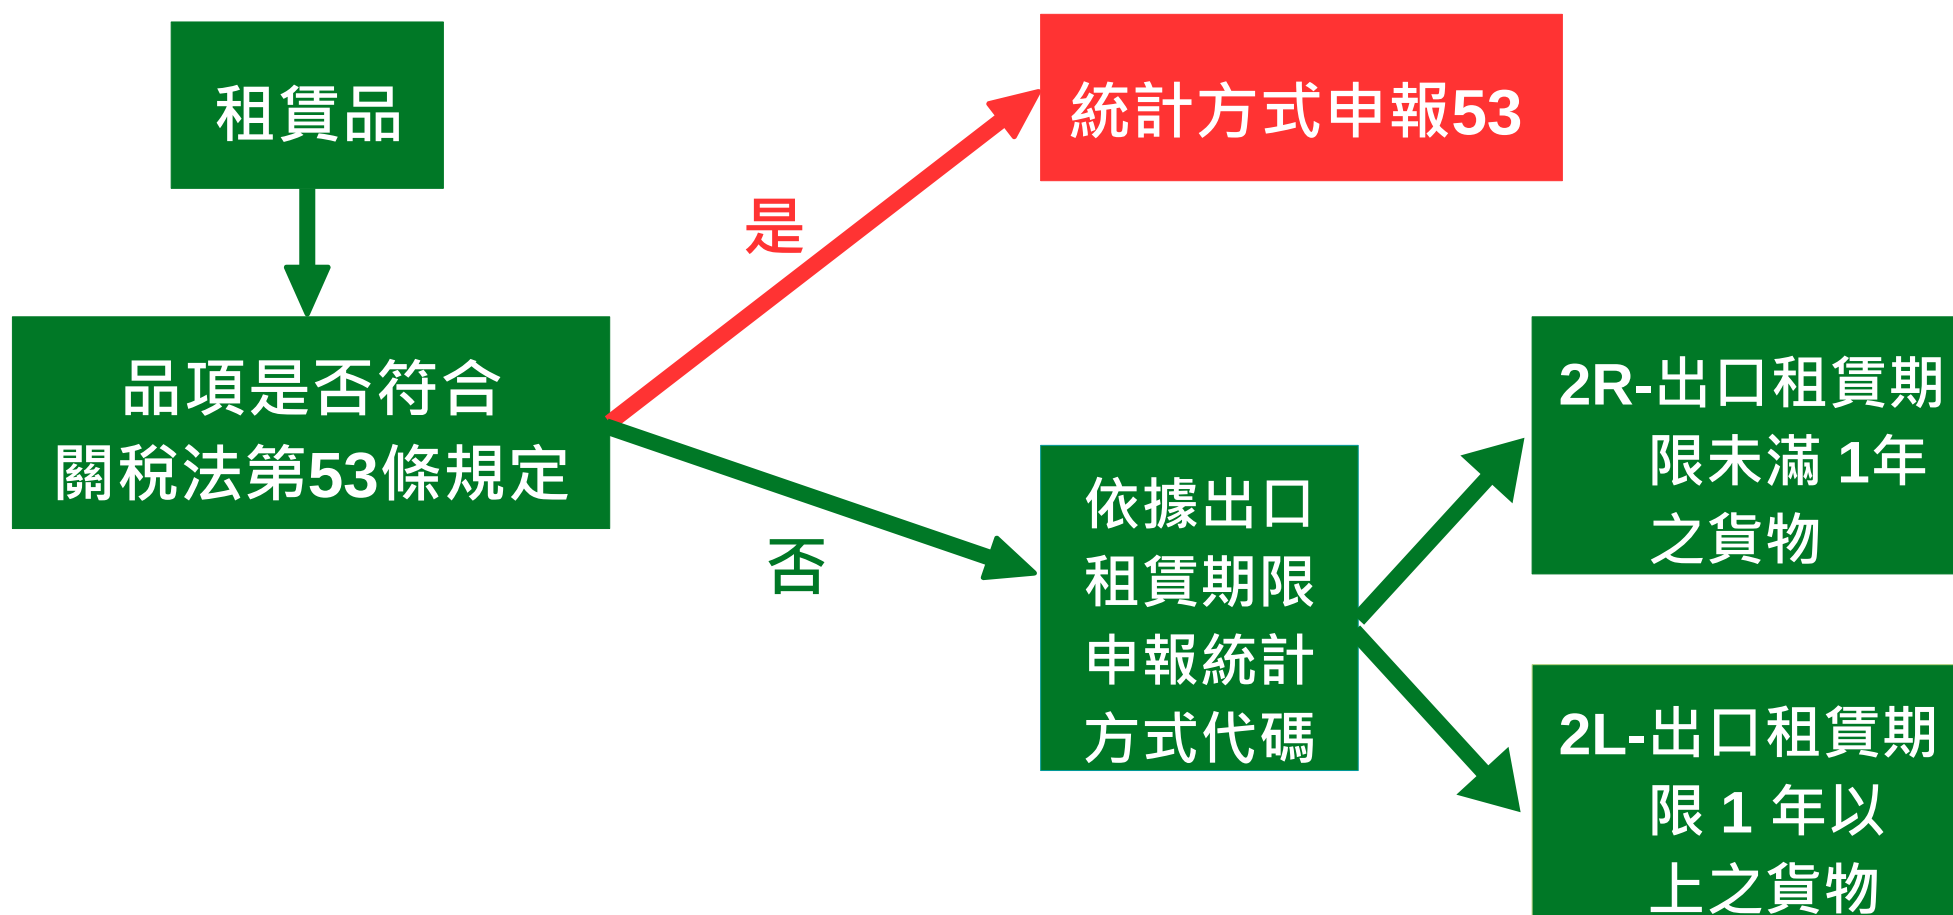 租賃品
統計方式申報53
是
品項是否符合
關稅法第53條規定
否
依據出口
租賃期限
申報統計
方式代碼
2R-出口租賃期
限未滿 1年
之貨物
2L-出口租賃期
限 1 年以
上之貨物